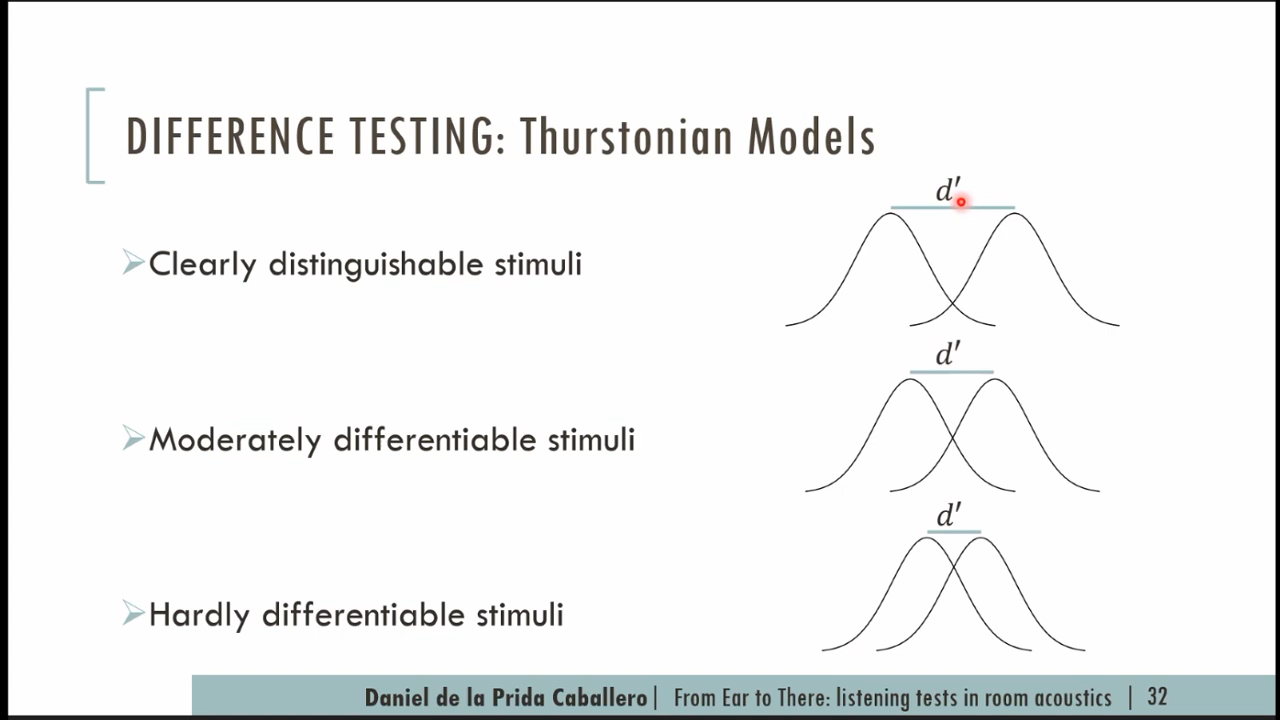 DIFFERENCE TESTING: Thurstonian Models
d′
Clearly distinguishable stimuli
d′
Moderately differentiable stimuli
d′
Hardly differentiable stimuli
Daniel de la Prida Caballero | From Ear to There: listening tests in room acoustics | 32